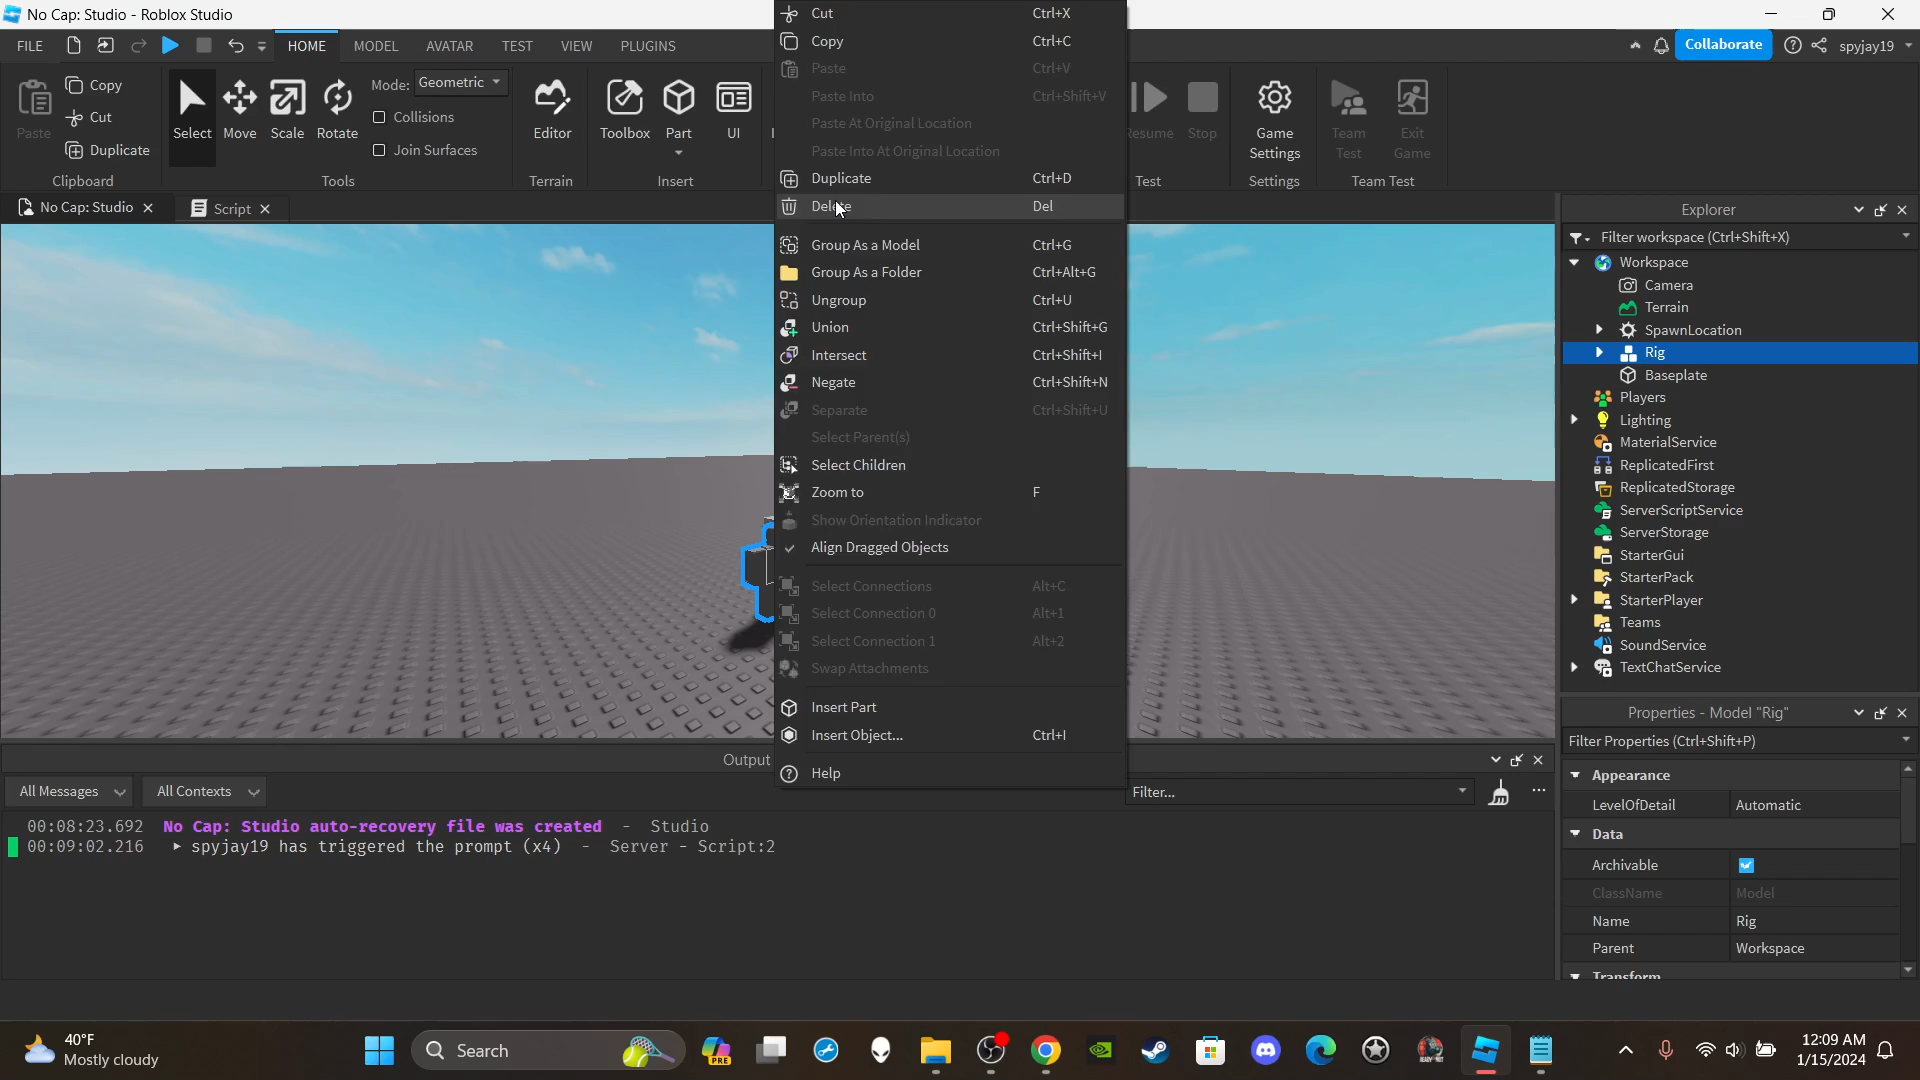 No Cap: Studio - Roblox Studio
FILE
HOME
MODEL
AVATAR
TEST
VIEW
PLUGINS
Collaborate
spyjay19
Paste
Copy
Cut
Duplicate
Clipboard
Select
Move
Scale
Rotate
Mode: Geometric
Collisions
Join Surfaces
Tools
Editor
Terrain
Toolbox
Part
UI
Insert
Resume
Stop
Test
Game
Settings
Settings
Team
Test
Exit
Game
Team Test
No Cap: Studio
Script
Cut Ctrl+X
Copy Ctrl+C
Paste Ctrl+V
Paste Into Ctrl+Shift+V
Paste At Original Location
Paste Into At Original Location
Duplicate Ctrl+D
Delete Del
Group As a Model Ctrl+G
Group As a Folder Ctrl+Alt+G
Ungroup Ctrl+U
Union Ctrl+Shift+G
Intersect Ctrl+Shift+I
Negate Ctrl+Shift+N
Separate Ctrl+Shift+U
Select Parent(s)
Select Children
Zoom to F
Show Orientation Indicator
Align Dragged Objects
Select Connections Alt+C
Select Connection 0 Alt+1
Select Connection 1 Alt+2
Swap Attachments
Insert Part
Insert Object... Ctrl+I
Help
Explorer
Filter workspace (Ctrl+Shift+X)
Workspace
Camera
Terrain
SpawnLocation
Rig
Baseplate
Players
Lighting
MaterialService
ReplicatedFirst
ReplicatedStorage
ServerScriptService
ServerStorage
StarterGui
StarterPack
StarterPlayer
Teams
SoundService
TextChatService
Properties - Model "Rig"
Filter Properties (Ctrl+Shift+P)
Appearance
LevelOfDetail Automatic
Data
Archivable
ClassName Model
Name Rig
Parent Workspace
Transform
Output
All Messages
All Contexts
Filter...
00:08:23.692 No Cap: Studio auto-recovery file was created - Studio
00:09:02.216 ▶ spyjay19 has triggered the prompt (x4) - Server - Script:2
40°F
Mostly cloudy
Search
PRE
12:09 AM
1/15/2024